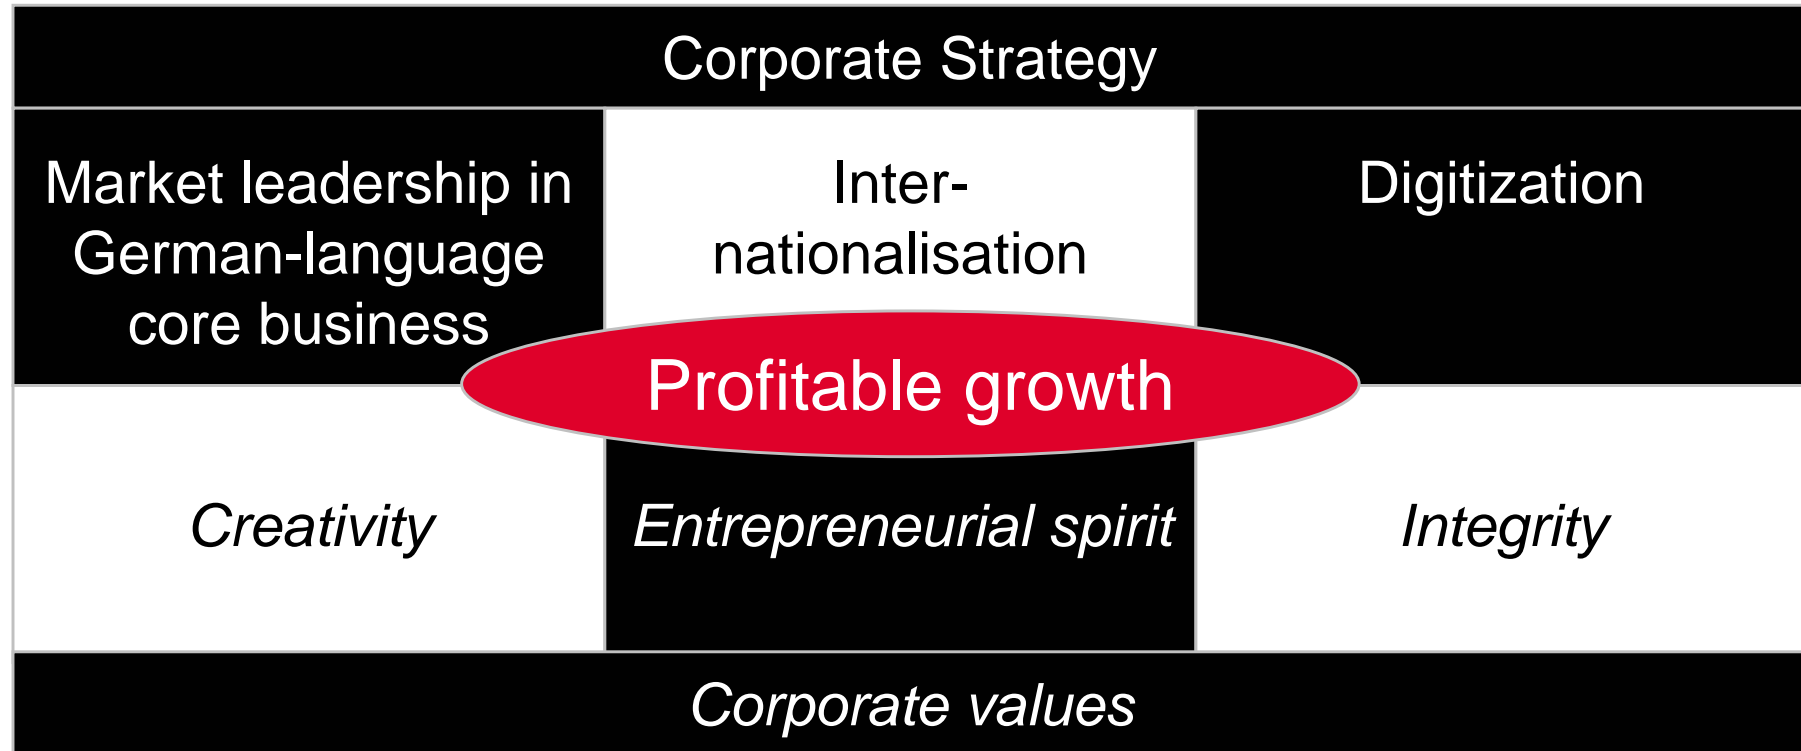 Corporate Strategy
Market leadership in
German-language
core business
Inter-
nationalisation
Digitization
Profitable growth
Creativity
Entrepreneurial spirit
Integrity
Corporate values